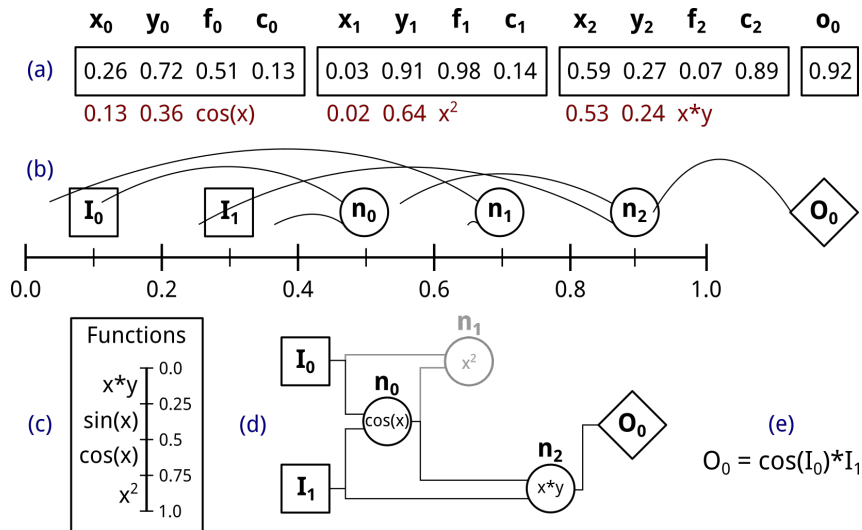 x₀ y₀ f₀ c₀ x₁ y₁ f₁ c₁ x₂ y₂ f₂ c₂ o₀
(a) 0.26 0.72 0.51 0.13 0.03 0.91 0.98 0.14 0.59 0.27 0.07 0.89 0.92
0.13 0.36 cos(x) 0.02 0.64 x² 0.53 0.24 x*y
(b)
I₀ I₁ n₀ n₁ n₂ O₀
0.0 0.2 0.4 0.6 0.8 1.0
(c)
Functions
0.0
x*y
0.25
sin(x)
0.5
cos(x)
0.75
x²
1.0
(d)
n₁
I₀ x²
n₀
cos(x)
O₀
n₂
I₁ x*y
(e)
O₀ = cos(I₀)*I₁